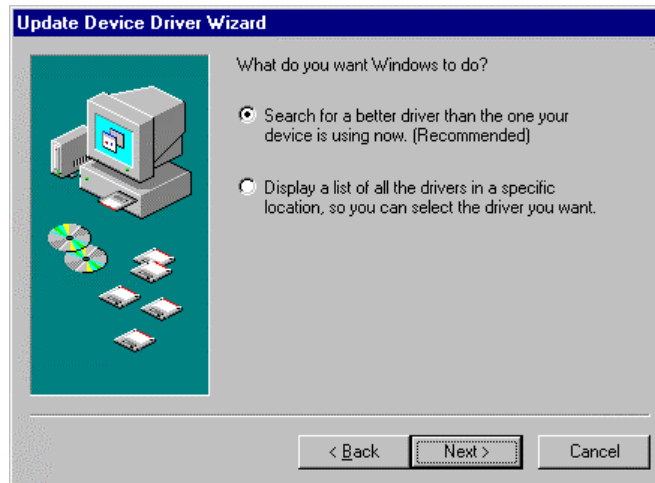 Update Device Driver Wizard
What do you want Windows to do?
Search for a better driver than the one your
device is using now. (Recommended)
Display a list of all the drivers in a specific
location, so you can select the driver you want.
< Back
Next >
Cancel